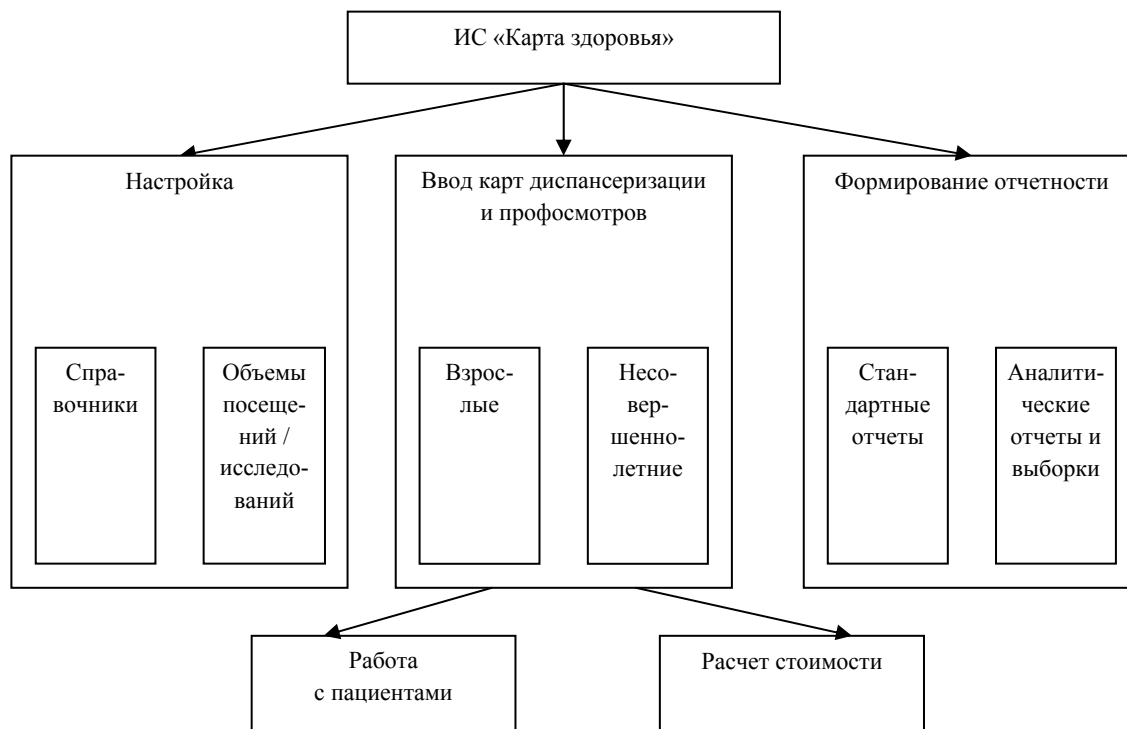 ИС «Карта здоровья»
Настройка
Спра-
вочники
Объемы
посеще-
ний /
исследо-
ваний
Ввод карт диспансеризации
и профосмотров
Взрос-
лые
Несо-
вер-
шенно-
летние
Формирование отчетности
Стан-
дартные
отчеты
Аналити-
ческие
отчеты и
выборки
Работа
с пациентами
Расчет стоимости